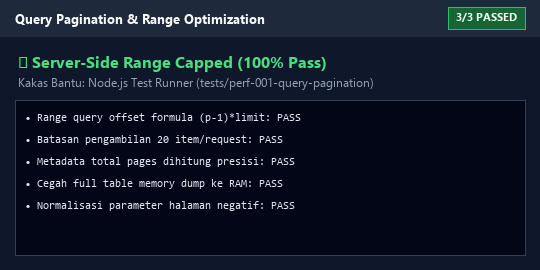 Query Pagination & Range Optimization
3/3 PASSED
Server-Side Range Capped (100% Pass)
Kakas Bantu: Node.js Test Runner (tests/perf-001-query-pagination)
• Range query offset formula (p-1)*limit: PASS
• Batasan pengambilan 20 item/request: PASS
• Metadata total pages dihitung presisi: PASS
• Cegah full table memory dump ke RAM: PASS
• Normalisasi parameter halaman negatif: PASS